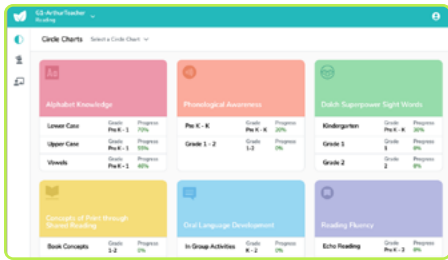 G3-ArthurTeacher
Reading
Circle Charts Select a Circle Chart
Aa
Alphabet Knowledge
Lower Case Grade Pre K - 1 Progress 70%
Upper Case Grade Pre K - 1 Progress
Vowels Grade Pre K - 1 Progress
Phonological Awareness
Pre K - K Grade Pre K - K Progress 20%
Grade 1 - 2 Grade 1-2 Progress 0%
Dolch Superpower Sight Words
Kindergarten Grade Pre K - K Progress
Grade 1 Grade 1 Progress 0%
Grade 2 Grade 2 Progress 0%
Concepts of Print through
Shared Reading
Book Concepts Grade 1-2 Progress 0%
Oral Language Development
In Group Activities Grade K - 2 Progress 0%
Reading Fluency
Echo Reading Grade Pre K - 3 Progress 0%